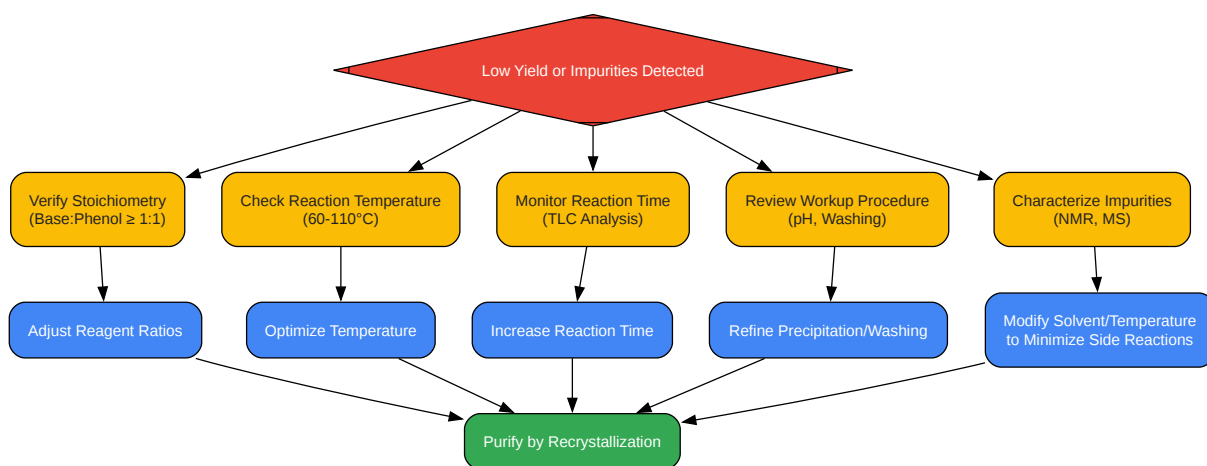 Low Yield or Impurities Detected
Verify Stoichiometry
(Base:Phenol ≥ 1:1)
Check Reaction Temperature
(60-110°C)
Monitor Reaction Time
(TLC Analysis)
Review Workup Procedure
(pH, Washing)
Characterize Impurities
(NMR, MS)
Adjust Reagent Ratios
Optimize Temperature
Increase Reaction Time
Refine Precipitation/Washing
Modify Solvent/Temperature
to Minimize Side Reactions
Purify by Recrystallization